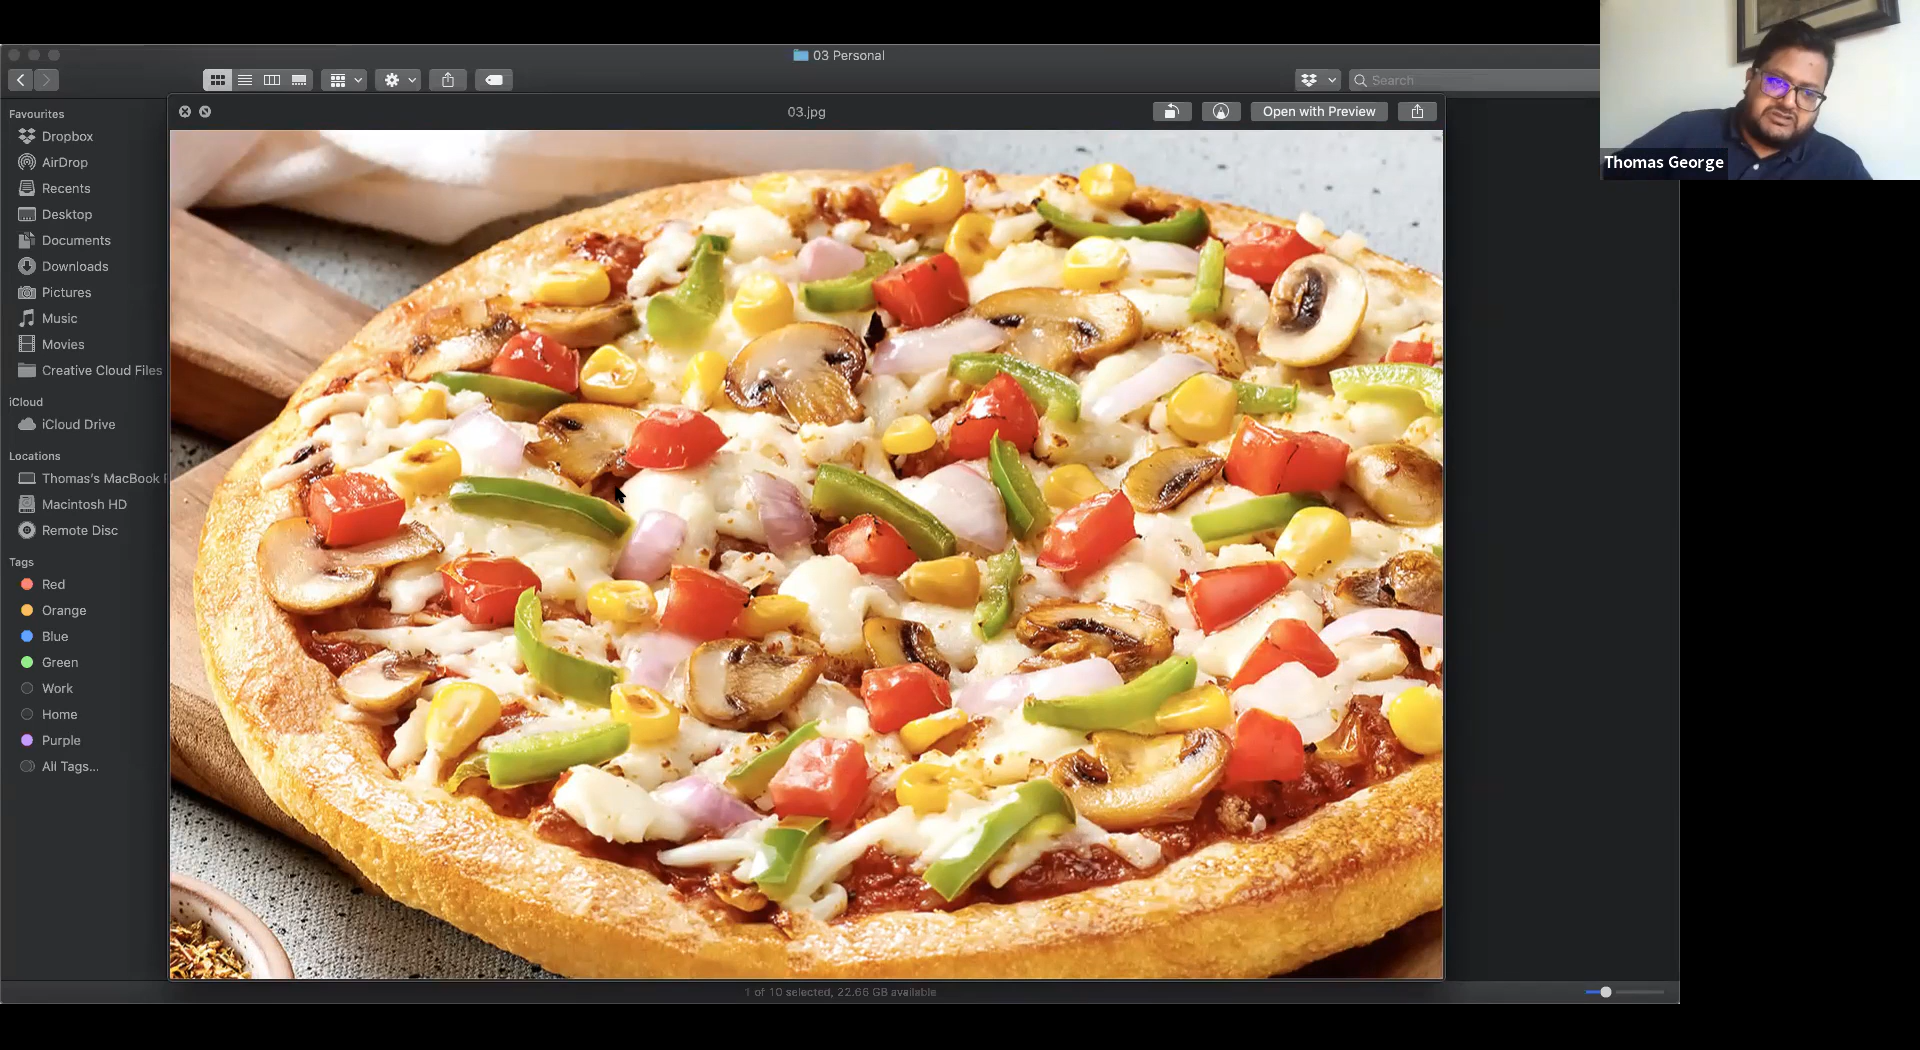 03 Personal
Search
Thomas George
Favourites
Dropbox
AirDrop
Recents
Desktop
Documents
Downloads
Pictures
Music
Movies
Creative Cloud Files
iCloud
iCloud Drive
Locations
Thomas's MacBook
Macintosh HD
Remote Disc
Tags
Red
Orange
Blue
Green
Work
Home
Purple
All Tags...
03.jpg
Open with Preview
1 of 10 selected, 22.66 GB available